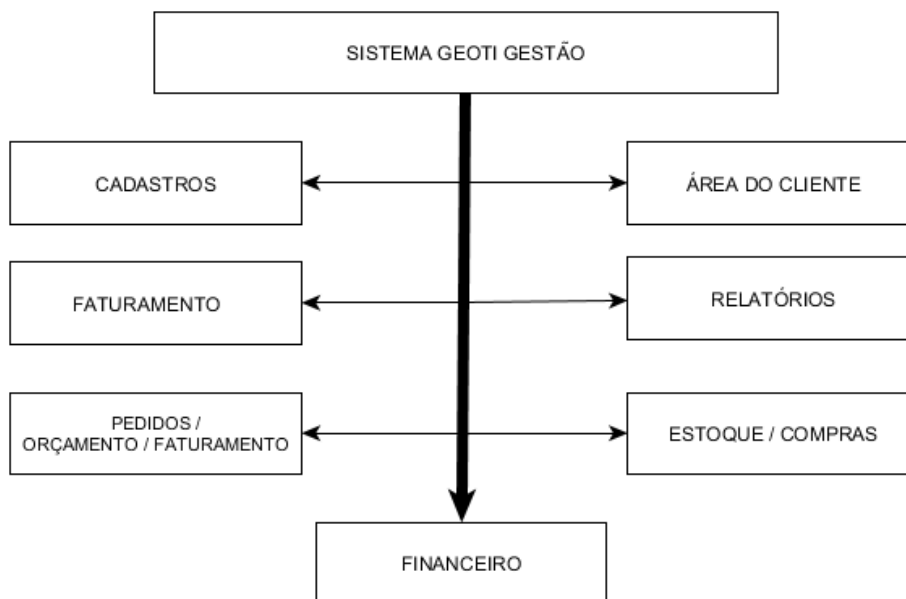 SISTEMA GEOTI GESTÃO
CADASTROS
ÁREA DO CLIENTE
FATURAMENTO
RELATÓRIOS
PEDIDOS /
ORÇAMENTO / FATURAMENTO
ESTOQUE / COMPRAS
FINANCEIRO